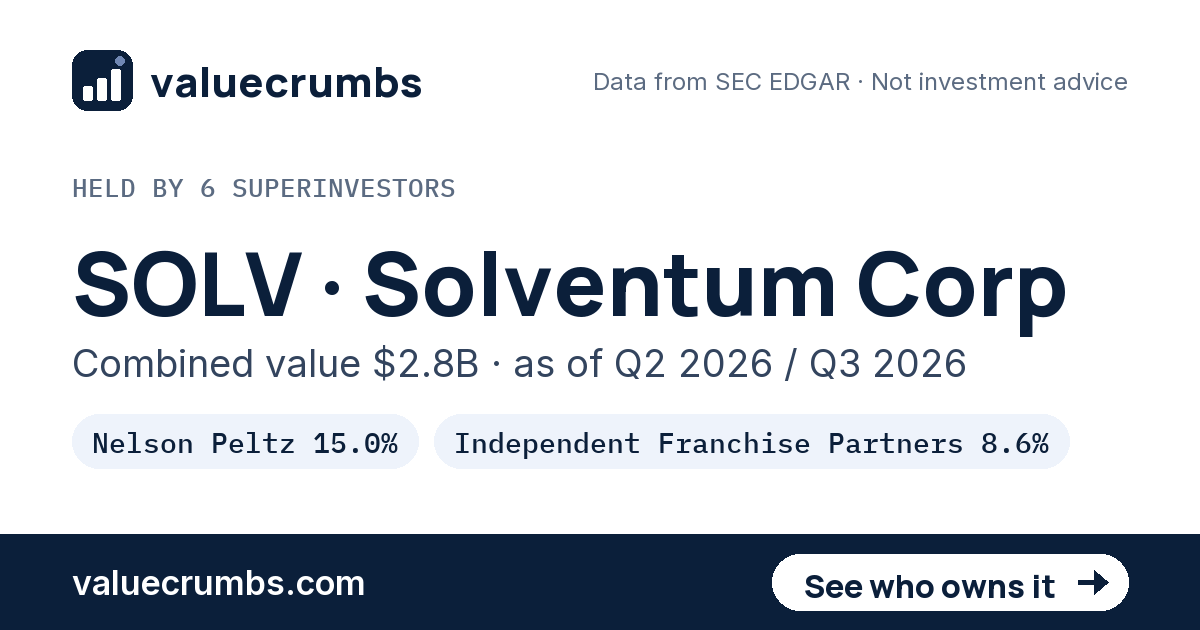 valuecrumbs
Data from SEC EDGAR · Not investment advice
HELD BY 6 SUPERINVESTORS
SOLV · Solventum Corp
Combined value $2.8B · as of Q2 2026 / Q3 2026
Nelson Peltz 15.0%
Independent Franchise Partners 8.6%
valuecrumbs.com
See who owns it →